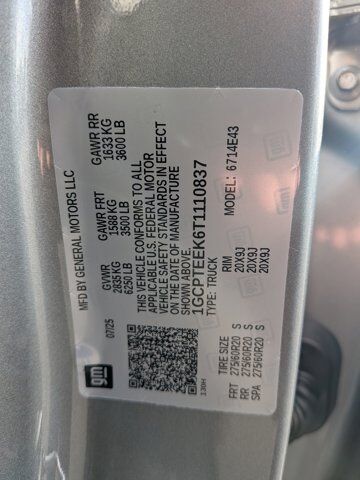 MFD BY GENERAL MOTORS LLC
07/25
GVWR
2835 KG
6250 LB
GAWR FRT
1588 KG
3500 LB
GAWR RR
1633 KG
3600 LB
THIS VEHICLE CONFORMS TO ALL
APPLICABLE U.S. FEDERAL MOTOR
VEHICLE SAFETY STANDARDS IN EFFECT
ON THE DATE OF MANUFACTURE
SHOWN ABOVE.
1GCPTEEK6T1110837
TYPE: TRUCK
MODEL: 6714E43
gm
130H
TIRE SIZE RIM
FRT 275/60R20 S 20X9J
RR 275/60R20 S 20X9J
SPA 275/60R20 S 20X9J